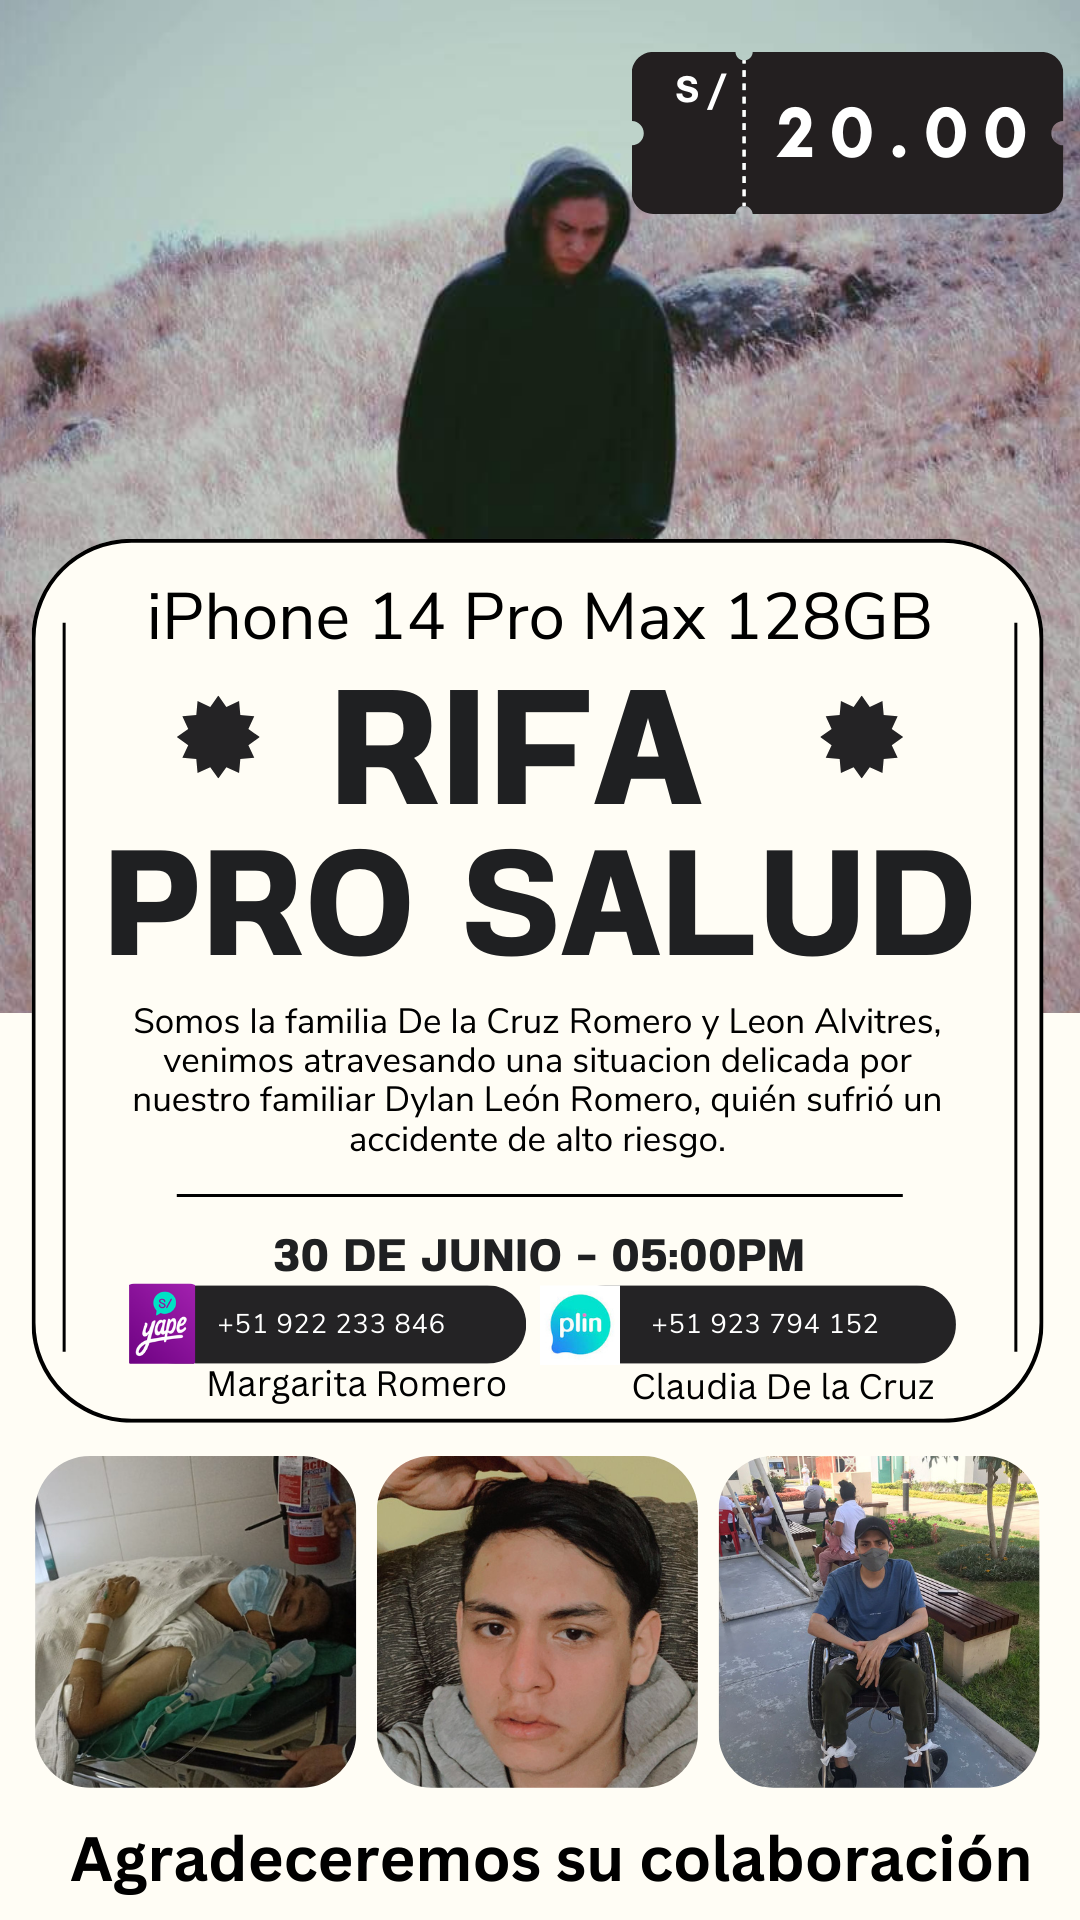 S/
20.00
iPhone 14 Pro Max 128GB
RIFA
PRO SALUD
Somos la familia De la Cruz Romero y Leon Alvitres,
venimos atravesando una situacion delicada por
nuestro familiar Dylan León Romero, quién sufrió un
accidente de alto riesgo.
30 DE JUNIO - 05:00PM
S/
yape
+51 922 233 846
plin
+51 923 794 152
Margarita Romero
Claudia De la Cruz
Agradeceremos su colaboración